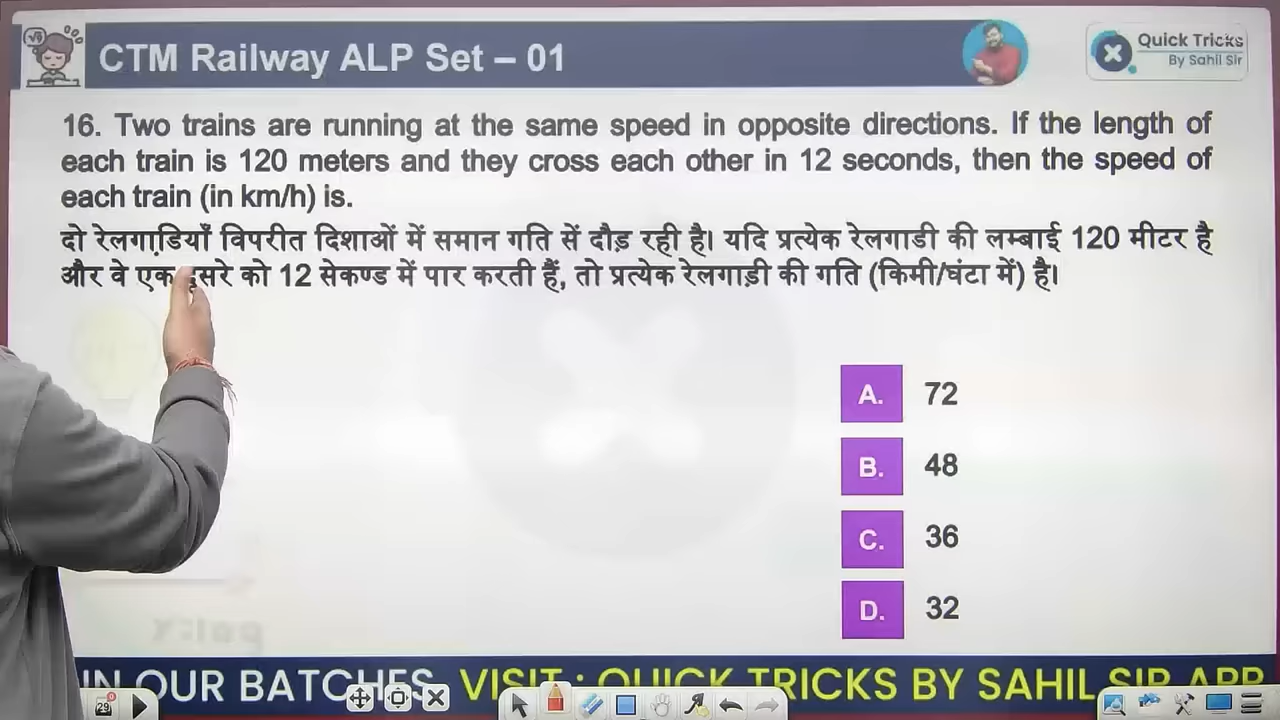 CTM Railway ALP Set – 01
Quick Tricks
By Sahil Sir
16. Two trains are running at the same speed in opposite directions. If the length of
each train is 120 meters and they cross each other in 12 seconds, then the speed of
each train (in km/h) is.
दो रेलगाडि़याँ विपरीत दिशाओं में समान गति सें दौड़ रही है। यदि प्रत्येक रेलगाडी की लम्बाई 120 मीटर है
और वे एक दूसरे को 12 सेकण्ड में पार करती हैं, तो प्रत्येक रेलगाड़ी की गति (किमी/घंटा में) है।
A. 72
B. 48
C. 36
D. 32
IN OUR BATCHES VISIT : QUICK TRICKS BY SAHIL SIR APP
29